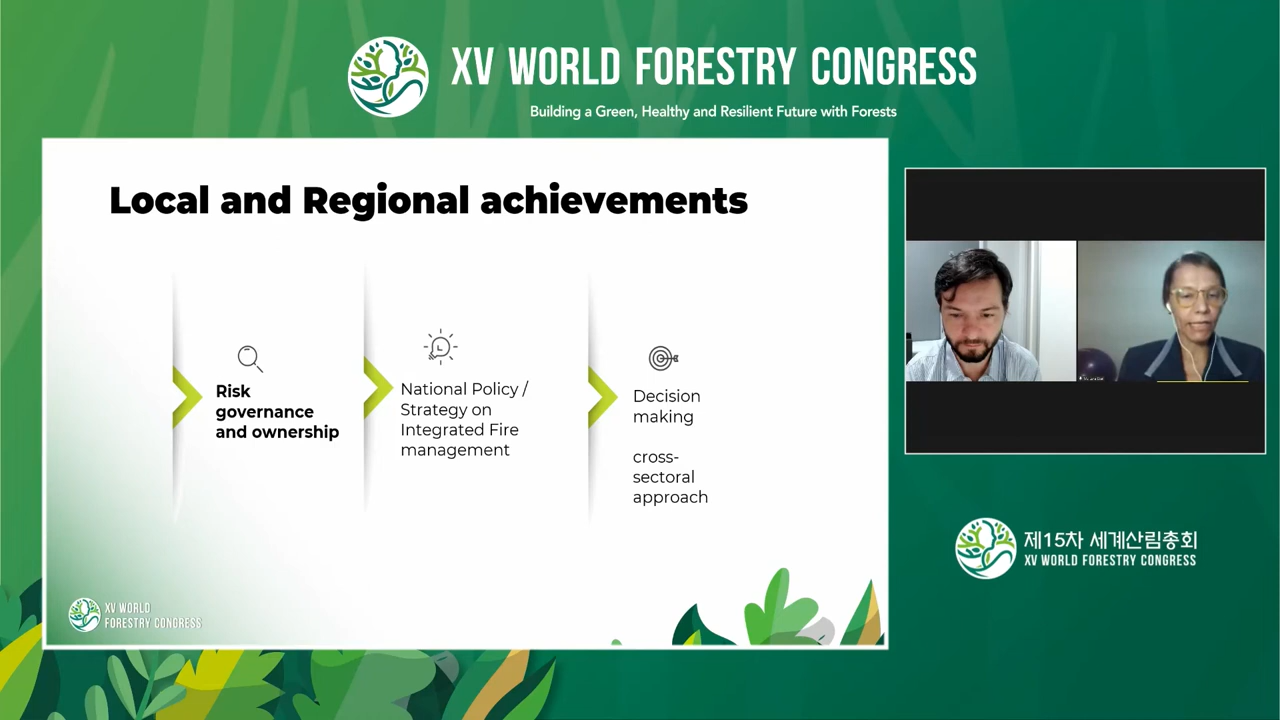 XV WORLD FORESTRY CONGRESS
Building a Green, Healthy and Resilient Future with Forests
Local and Regional achievements
Risk
governance
and ownership
National Policy /
Strategy on
Integrated Fire
management
Decision
making
cross-
sectoral
approach
XV WORLD
FORESTRY CONGRESS
제15차 세계산림총회
XV WORLD FORESTRY CONGRESS